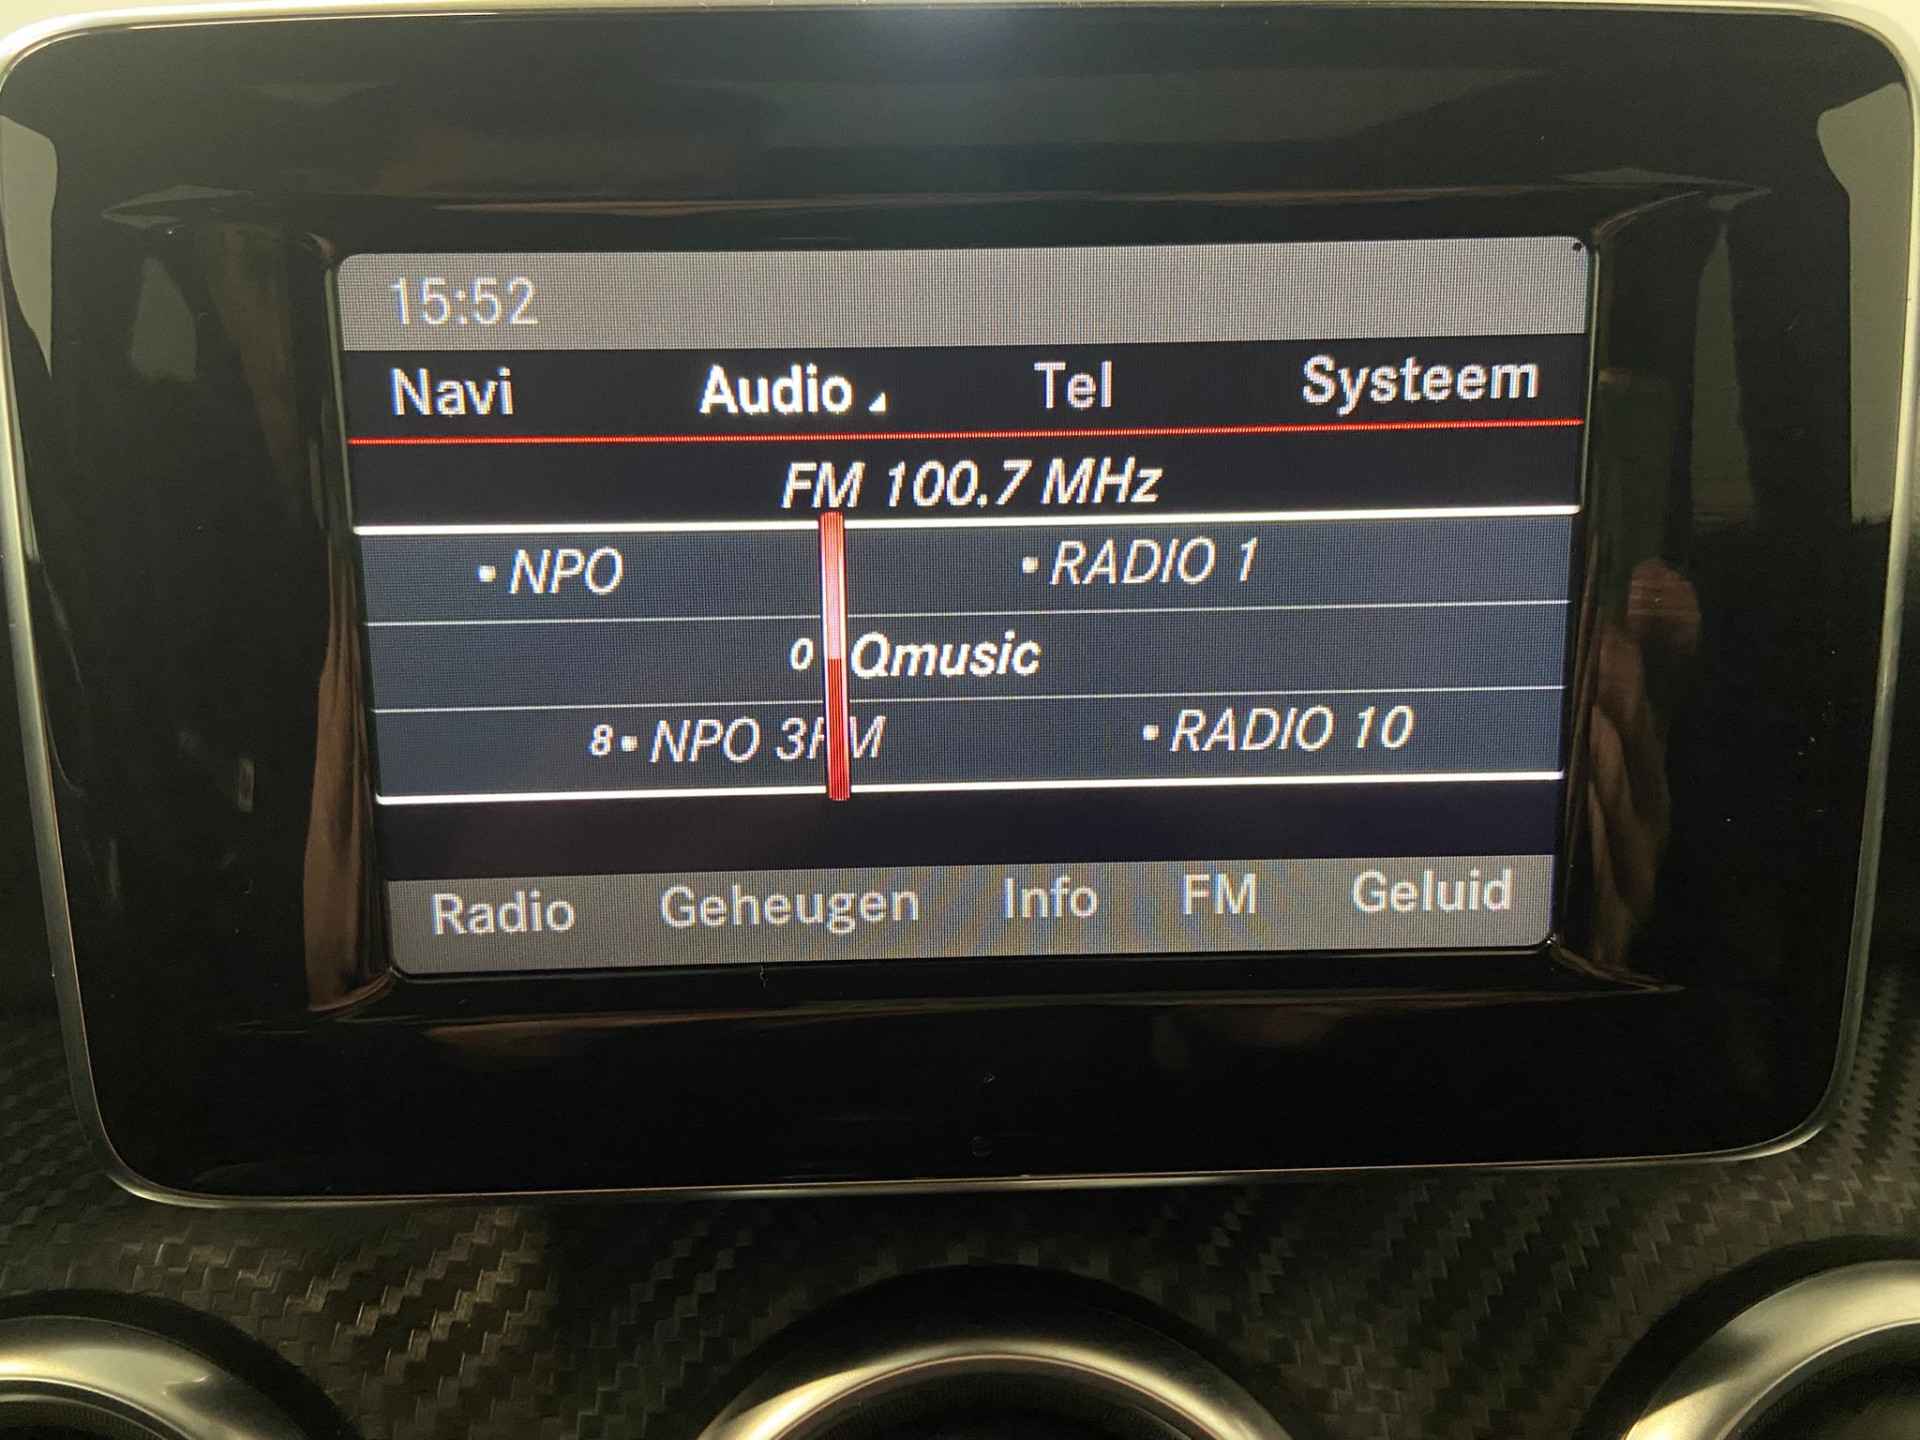 15:52
Navi Audio Tel Systeem
FM 100.7 MHz
• NPO • RADIO 1
0 Qmusic
8 • NPO 3FM • RADIO 10
Radio Geheugen Info FM Geluid